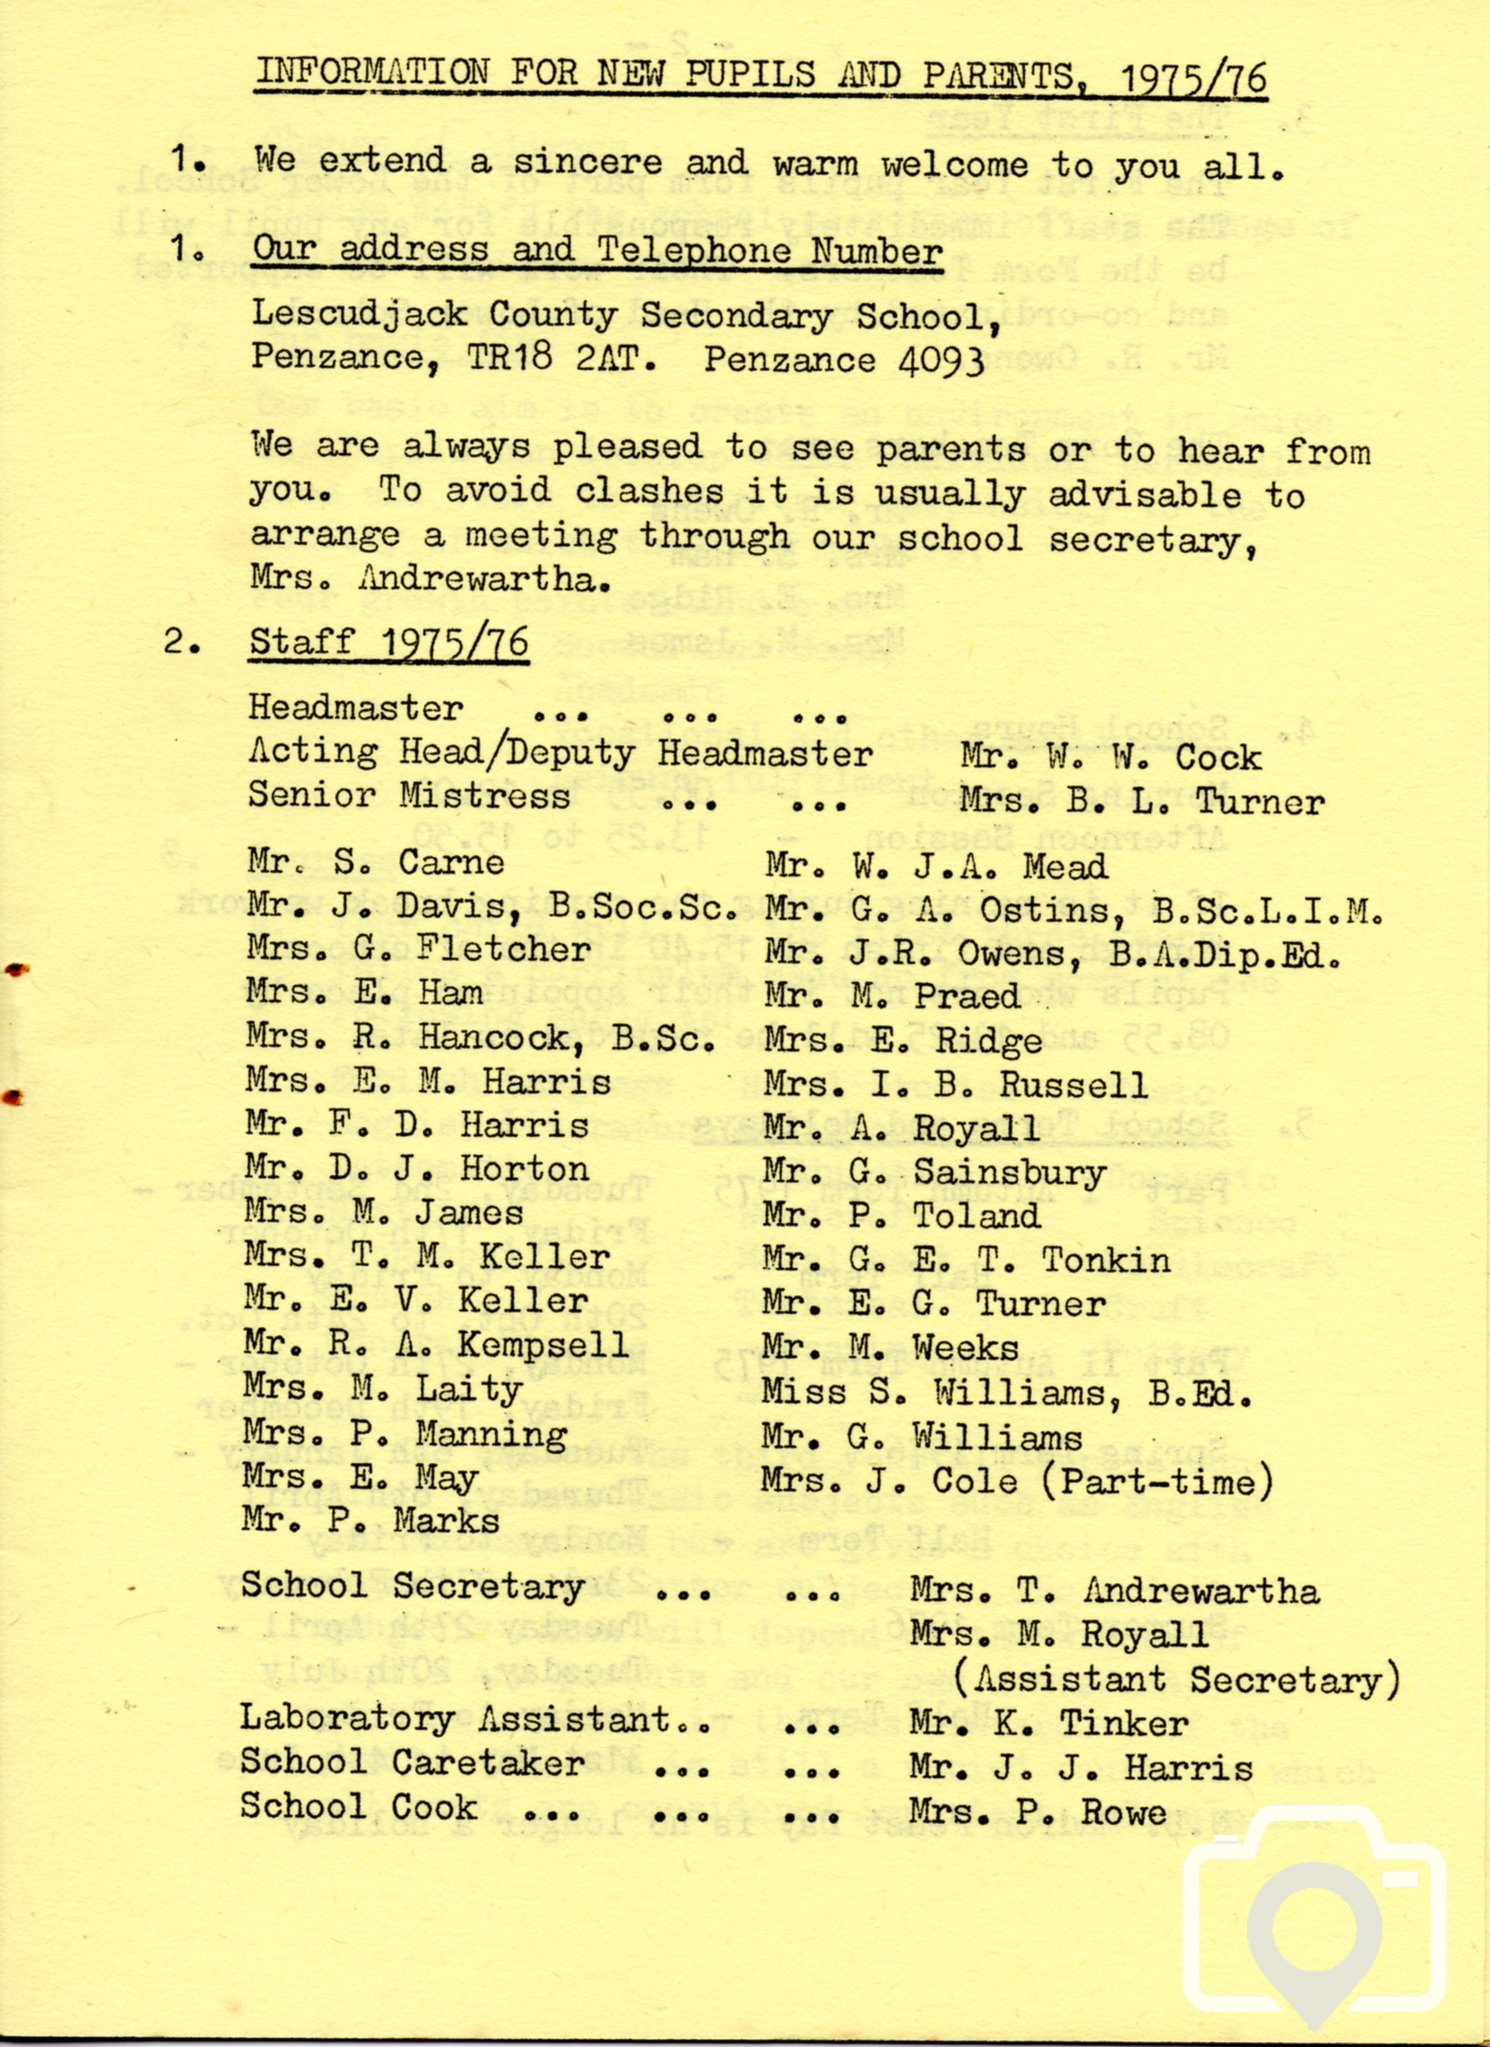 INFORMATION FOR NEW PUPILS AND PARENTS, 1975/76
1. We extend a sincere and warm welcome to you all.
1. Our address and Telephone Number
Lescudjack County Secondary School,
Penzance, TR18 2AT. Penzance 4093
We are always pleased to see parents or to hear from
you. To avoid clashes it is usually advisable to
arrange a meeting through our school secretary,
Mrs. Andrewartha.
2. Staff 1975/76
Headmaster ... ... ...
Acting Head/Deputy Headmaster Mr. W. W. Cock
Senior Mistress ... ... Mrs. B. L. Turner
Mr. S. Carne
Mr. J. Davis, B.Soc.Sc.
Mrs. G. Fletcher
Mrs. E. Ham
Mrs. R. Hancock, B.Sc.
Mrs. E. M. Harris
Mr. F. D. Harris
Mr. D. J. Horton
Mrs. M. James
Mrs. T. M. Keller
Mr. E. V. Keller
Mr. R. A. Kempsell
Mrs. M. Laity
Mrs. P. Manning
Mrs. E. May
Mr. P. Marks
Mr. W. J.A. Mead
Mr. G. A. Ostins, B.Sc.L.I.M.
Mr. J.R. Owens, B.A.Dip.Ed.
Mr. M. Praed
Mrs. E. Ridge
Mrs. I. B. Russell
Mr. A. Royall
Mr. G. Sainsbury
Mr. P. Toland
Mr. G. E. T. Tonkin
Mr. E. G. Turner
Mr. M. Weeks
Miss S. Williams, B.Ed.
Mr. G. Williams
Mrs. J. Cole (Part-time)
School Secretary ... ... Mrs. T. Andrewartha
Mrs. M. Royall
(Assistant Secretary)
Laboratory Assistant.. ... Mr. K. Tinker
School Caretaker ... ... Mr. J. J. Harris
School Cook ... ... ... Mrs. P. Rowe